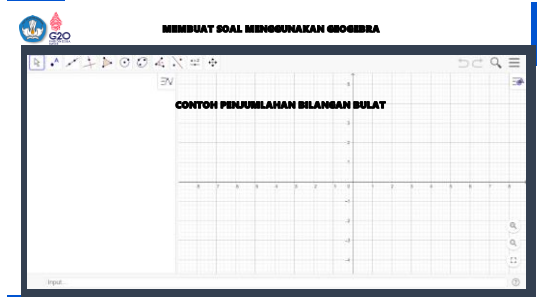 G20
MEMBUAT SOAL MENGGUNAKAN GEOGEBRA
CONTOH PENJUMLAHAN BILANGAN BULAT
Input...